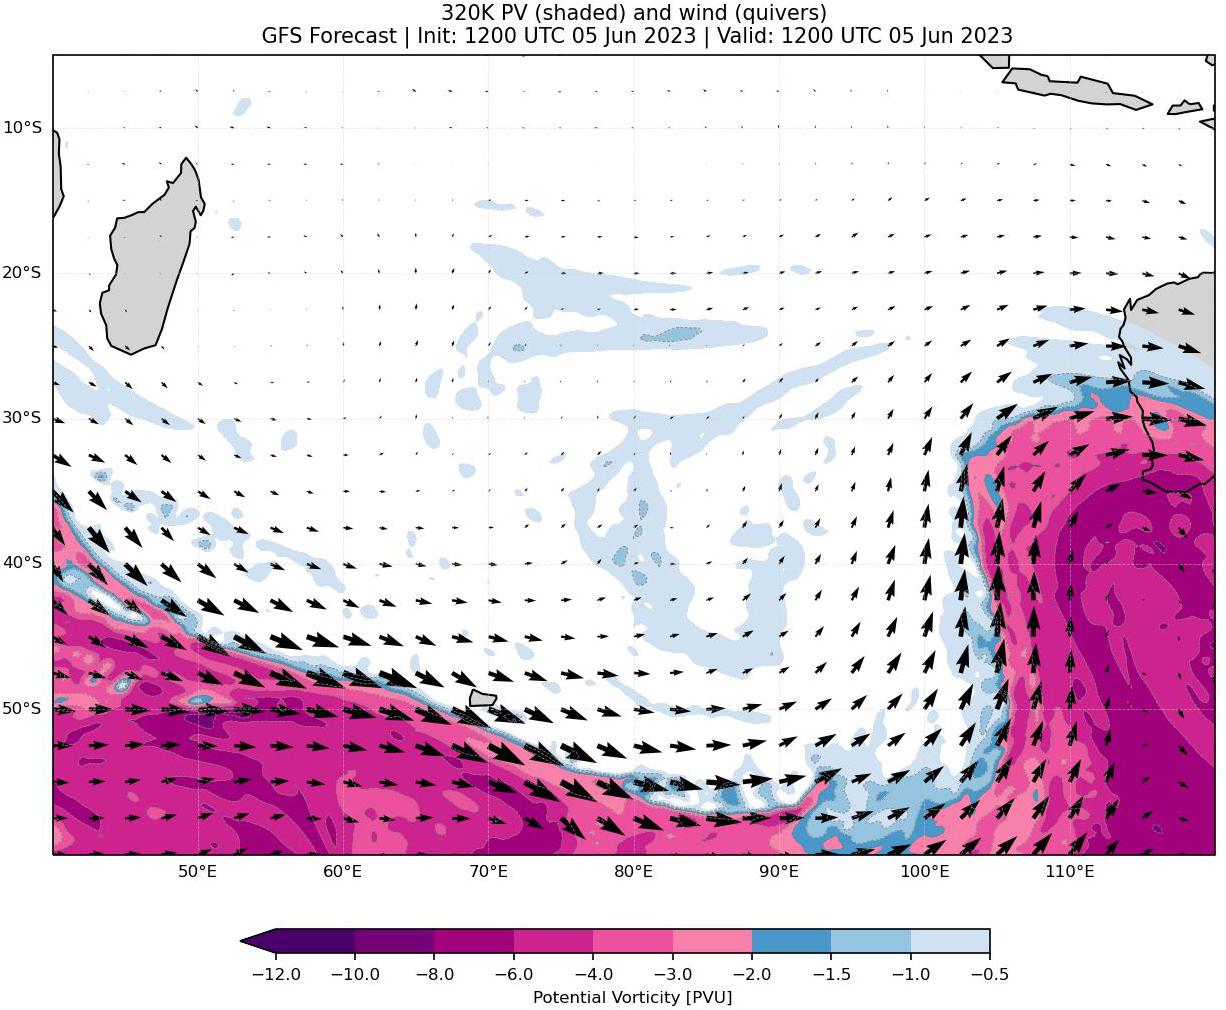 320K PV (shaded) and wind (quivers)
GFS Forecast | Init: 1200 UTC 05 Jun 2023 | Valid: 1200 UTC 05 Jun 2023
10°S
20°S
30°S
40°S
50°S
50°E 60°E 70°E 80°E 90°E 100°E 110°E
−12.0 −10.0 −8.0 −6.0 −4.0 −3.0 −2.0 −1.5 −1.0 −0.5
Potential Vorticity [PVU]